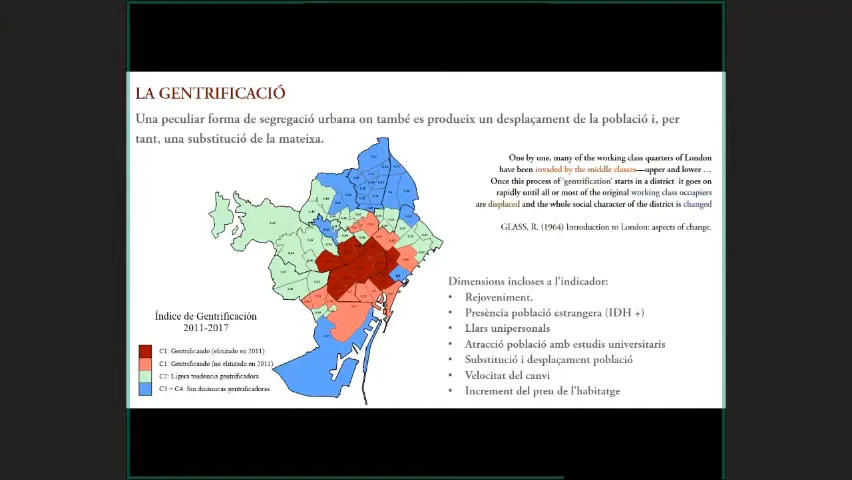 LA GENTRIFICACIÓ
Una peculiar forma de segregació urbana on també es produeix un desplaçament de la població i, per
tant, una substitució de la mateixa.
One by one, many of the working class quarters of London
have been invaded by the middle classes—upper and lower ...
Once this process of 'gentrification' starts in a district it goes on
rapidly until all or most of the original working class occupiers
are displaced and the whole social character of the district is changed
GLASS, R. (1964) Introduction to London: aspects of change.
Dimensions incloses a l'indicador:
• Rejoveniment.
• Presència població estrangera (IDH +)
• Llars unipersonals
• Atracció població amb estudis universitaris
• Substitució i desplaçament població
• Velocitat del canvi
• Increment del preu de l'habitatge
Índice de Gentrificación
2011-2017
C1: Gentrificando (elitizado en 2011)
C1: Gentrificando (no elitizado en 2011)
C2: Ligera tendencia gentrificadora
C3 + C4: Sin dinámicas gentrificadoras